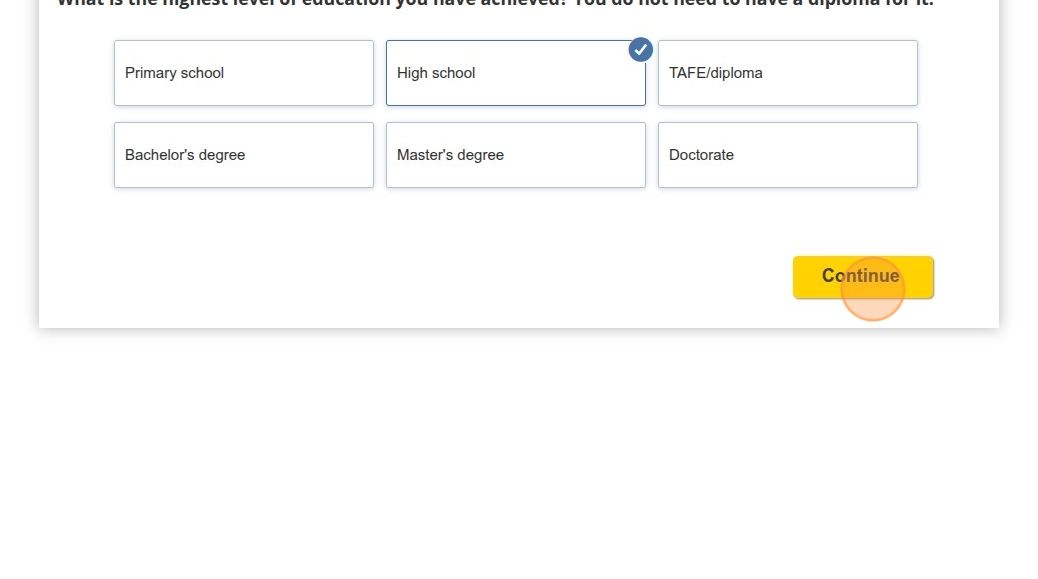 What is the highest level of education you have achieved? You do not need to have a diploma for it.
Primary school
High school
TAFE/diploma
Bachelor's degree
Master's degree
Doctorate
Continue